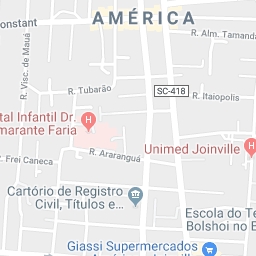 AMÉRICA
onstant
R. Alm. Tamanda
R. Visc. de Mauá
R. Tubarão
SC-418
R. Itaiopolis
tal Infantil Dr.
marante Faria
H
Unimed Joinville
H
R. Frei Caneca
R. Araranguá
Cartório de Registro
Civil, Títulos e...
Escola do Te
Bolshoi no B
Giassi Supermercados